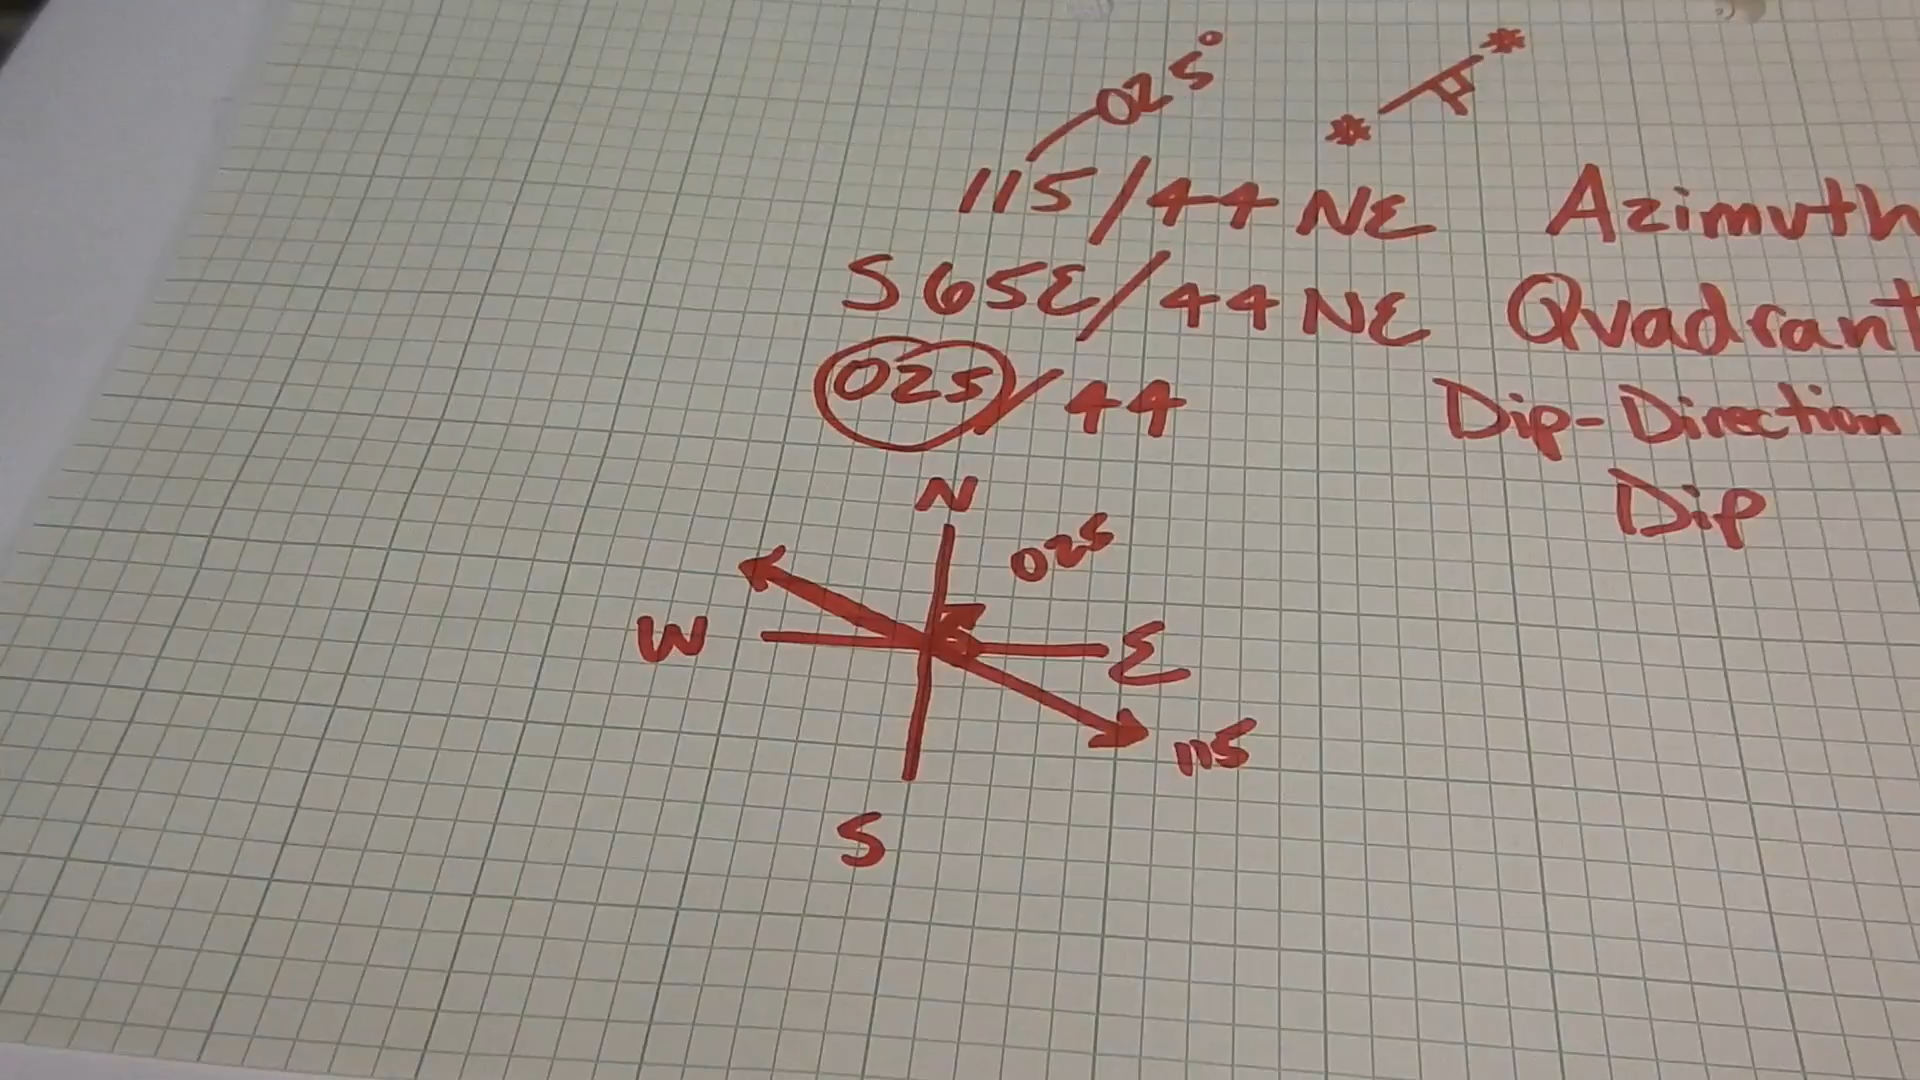 025°
115/44 NE Azimuth
S65E/44 NE Quadrant
025/44 Dip-Direction
Dip
N
025
W
E
115
S